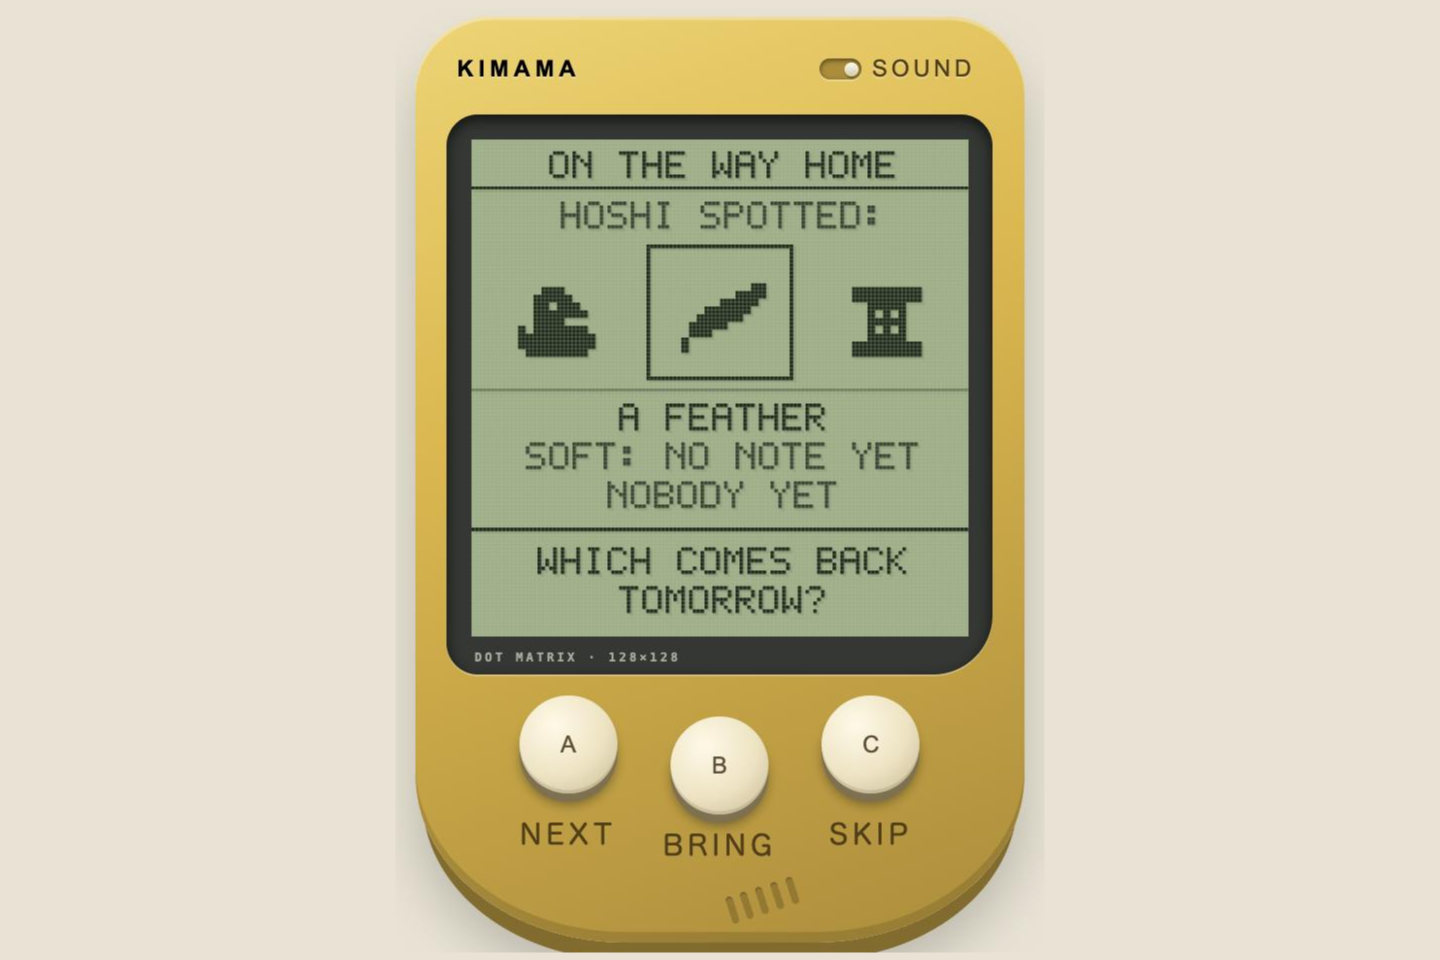 KIMAMA
SOUND
ON THE WAY HOME
HOSHI SPOTTED:
A FEATHER
SOFT: NO NOTE YET
NOBODY YET
WHICH COMES BACK
TOMORROW?
DOT MATRIX · 128×128
A
B
C
NEXT
BRING
SKIP